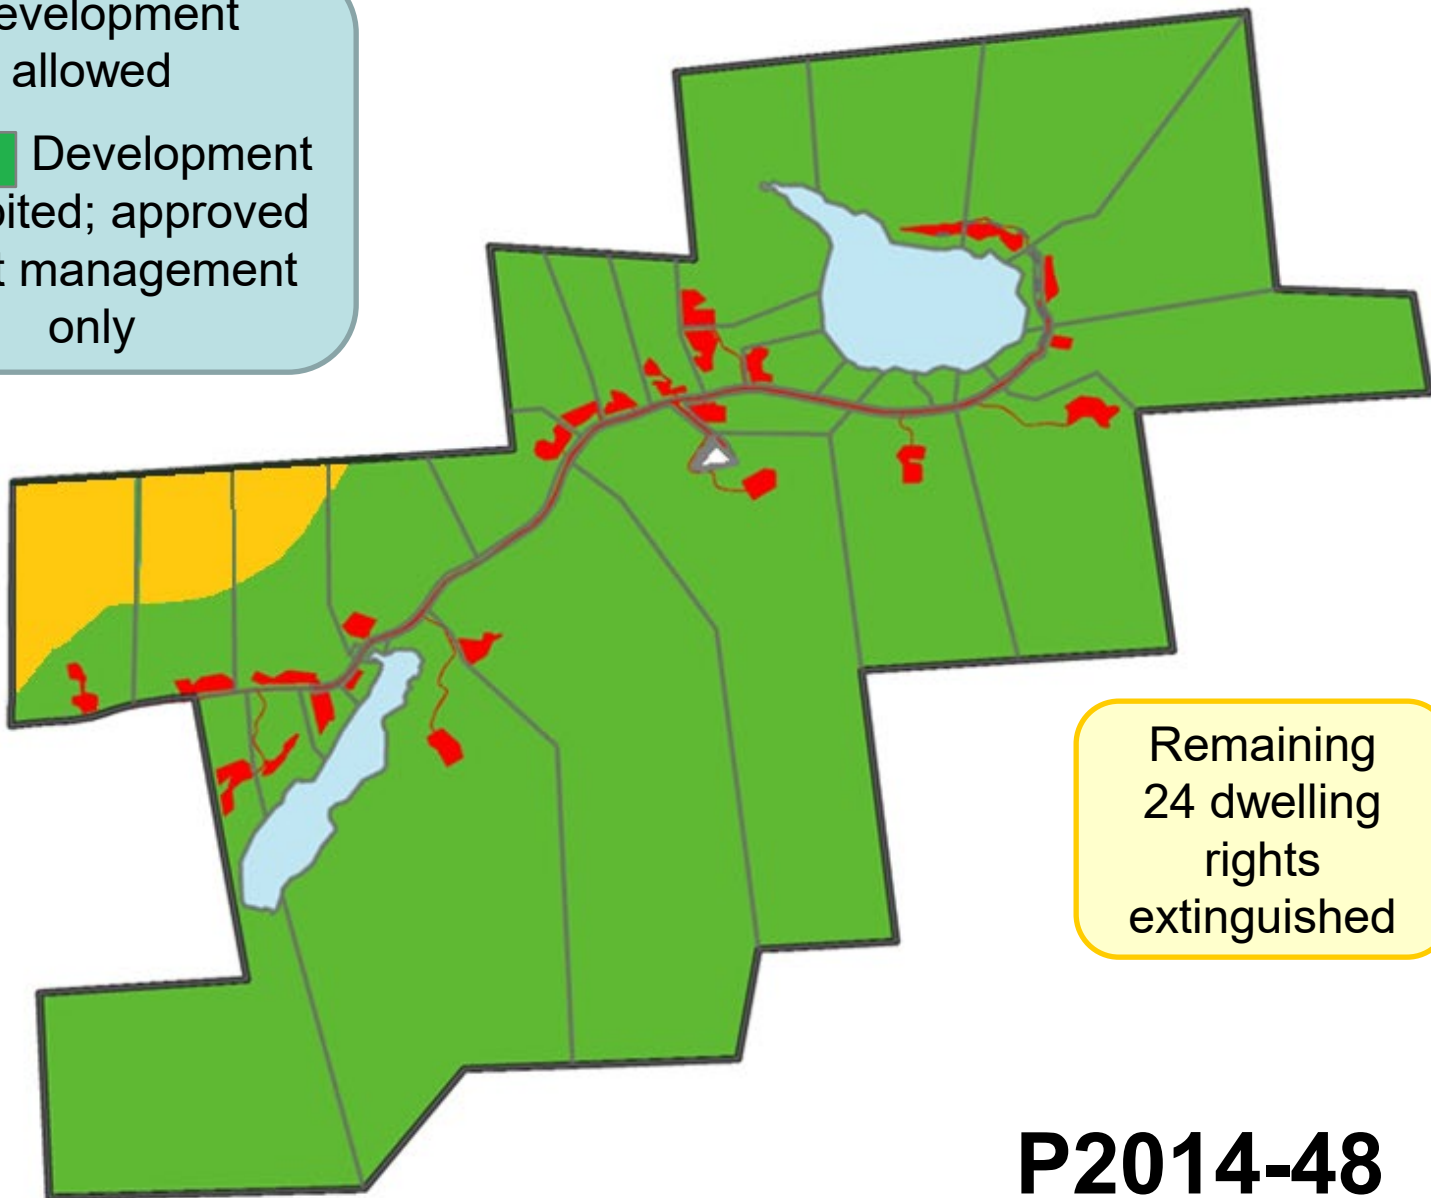 evelopment
allowed
Development
bited; approved
t management
only
Remaining
24 dwelling
rights
extinguished
P2014-48